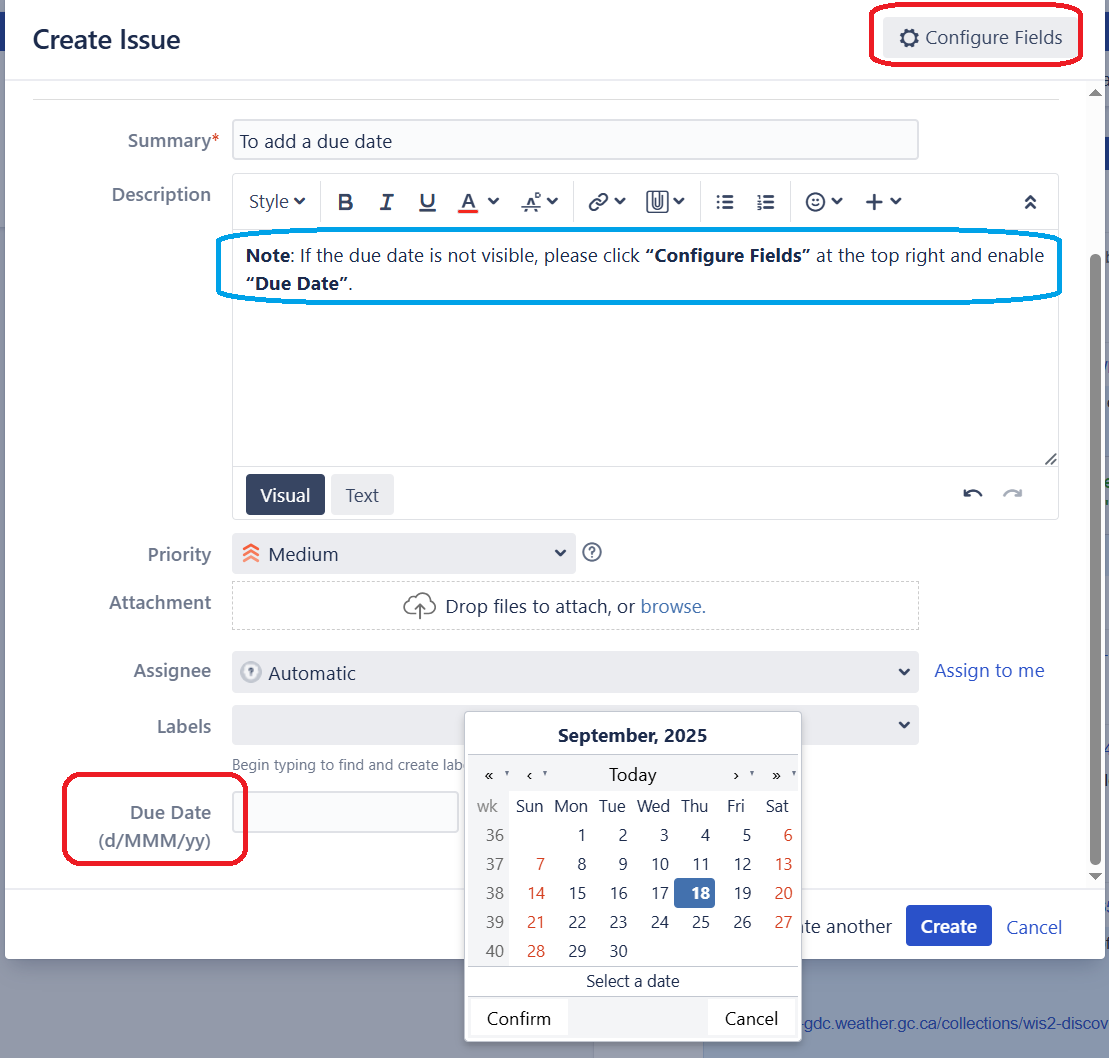 Create Issue
Configure Fields
Summary*
To add a due date
Description
Style
Note: If the due date is not visible, please click “Configure Fields” at the top right and enable
“Due Date”.
Visual
Text
Priority
Medium
Attachment
Drop files to attach, or browse.
Assignee
Automatic
Assign to me
Labels
Begin typing to find and create
Due Date
(d/MMM/yy)
September, 2025
« ‹ Today › »
wk Sun Mon Tue Wed Thu Fri Sat
36 1 2 3 4 5 6
37 7 8 9 10 11 12 13
38 14 15 16 17 18 19 20
39 21 22 23 24 25 26 27
40 28 29 30
Select a date
Confirm
Cancel
another
Create
Cancel
-gdc.weather.gc.ca/collections/wis2-discov